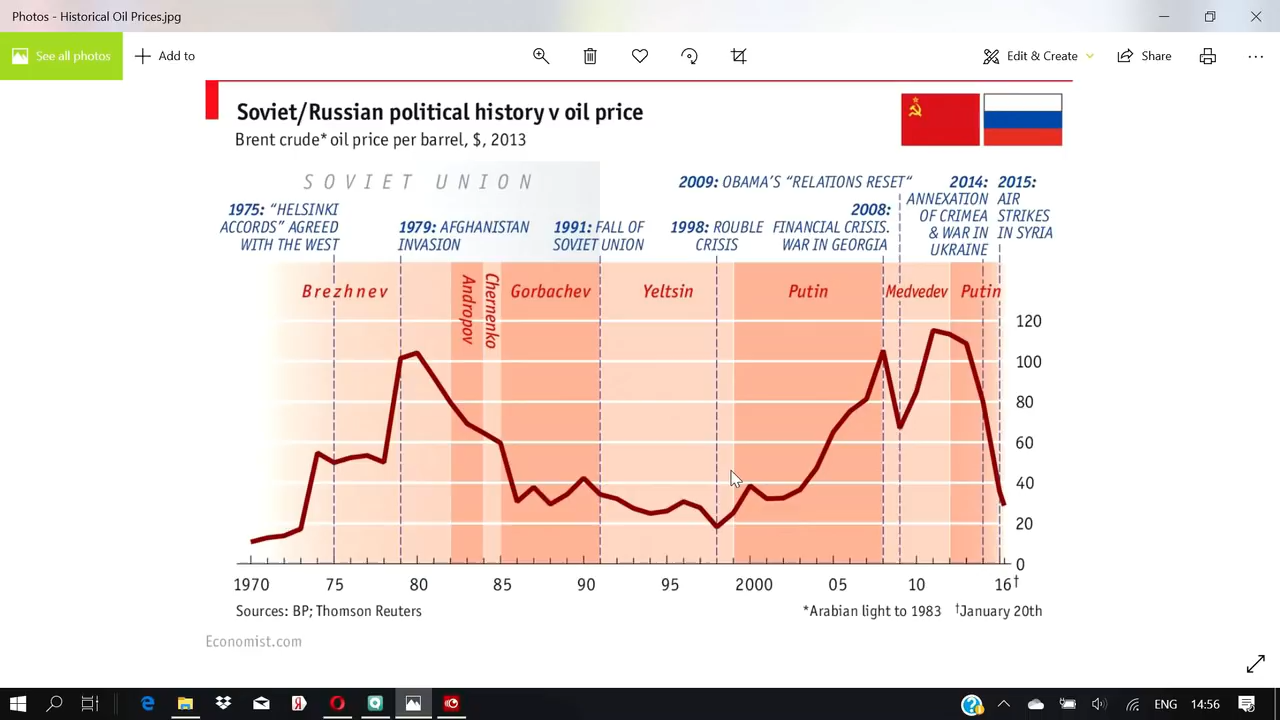 Photos - Historical Oil Prices.jpg
See all photos
Add to
Edit & Create
Share
Soviet/Russian political history v oil price
Brent crude* oil price per barrel, $, 2013
SOVIET UNION
1975: “HELSINKI
ACCORDS” AGREED
WITH THE WEST
1979: AFGHANISTAN
INVASION
1991: FALL OF
SOVIET UNION
1998: ROUBLE
CRISIS
2009: OBAMA'S “RELATIONS RESET“
2008:
FINANCIAL CRISIS.
WAR IN GEORGIA
2014:
ANNEXATION
OF CRIMEA
& WAR IN
UKRAINE
2015:
AIR
STRIKES
IN SYRIA
Brezhnev
Andropov
Chernenko
Gorbachev
Yeltsin
Putin
Medvedev
Putin
120
100
80
60
40
20
0
1970 75 80 85 90 95 2000 05 10 16†
Sources: BP; Thomson Reuters
*Arabian light to 1983 †January 20th
Economist.com
ENG 14:56